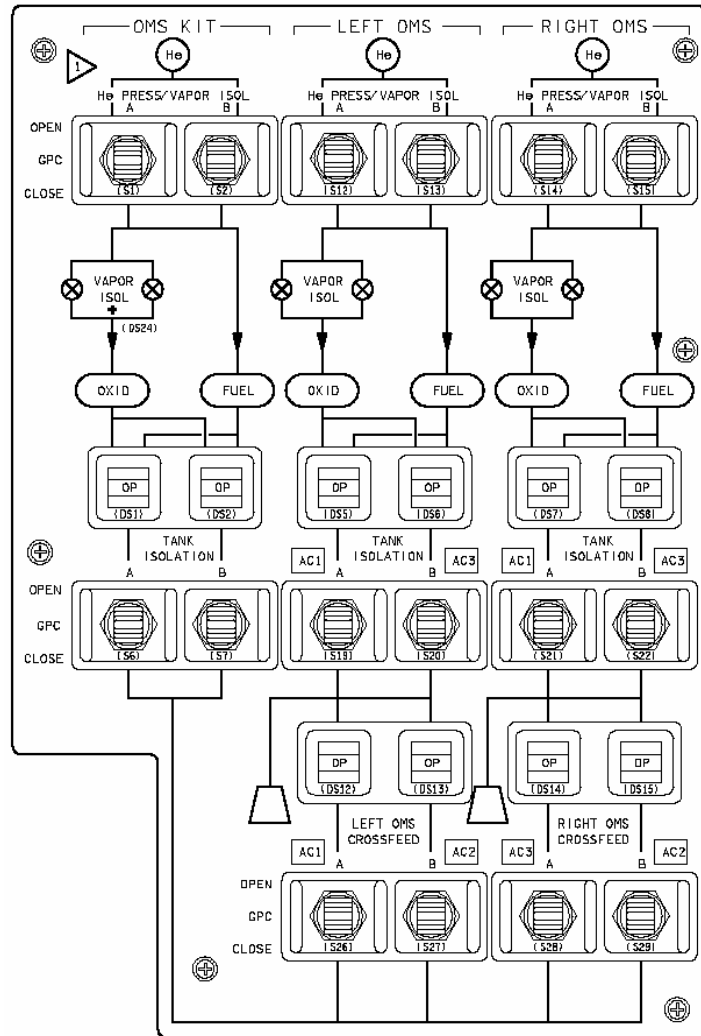 OMS KIT LEFT OMS RIGHT OMS
1 He He He
He PRESS/VAPOR ISOL He PRESS/VAPOR ISOL He PRESS/VAPOR ISOL
A B A B A B
OPEN
GPC
CLOSE
(S1) (S2) (S12) (S13) (S14) (S15)
VAPOR VAPOR VAPOR
ISOL ISOL ISOL
+
(DS24)
OXID FUEL OXID FUEL OXID FUEL
OP OP OP OP OP OP
(DS1) (DS2) (DS5) (DS6) (DS7) (DS8)
TANK TANK TANK
ISOLATION ISOLATION ISOLATION
AC1 AC3 AC1 AC3
A B A B A B
OPEN
GPC
CLOSE
(S6) (S7) (S19) (S20) (S21) (S22)
OP OP OP OP
(DS12) (DS13) (DS14) (DS15)
LEFT OMS RIGHT OMS
CROSSFEED CROSSFEED
AC1 AC2 AC3 AC2
A B A B
OPEN
GPC
CLOSE
(S26) (S27) (S28) (S29)